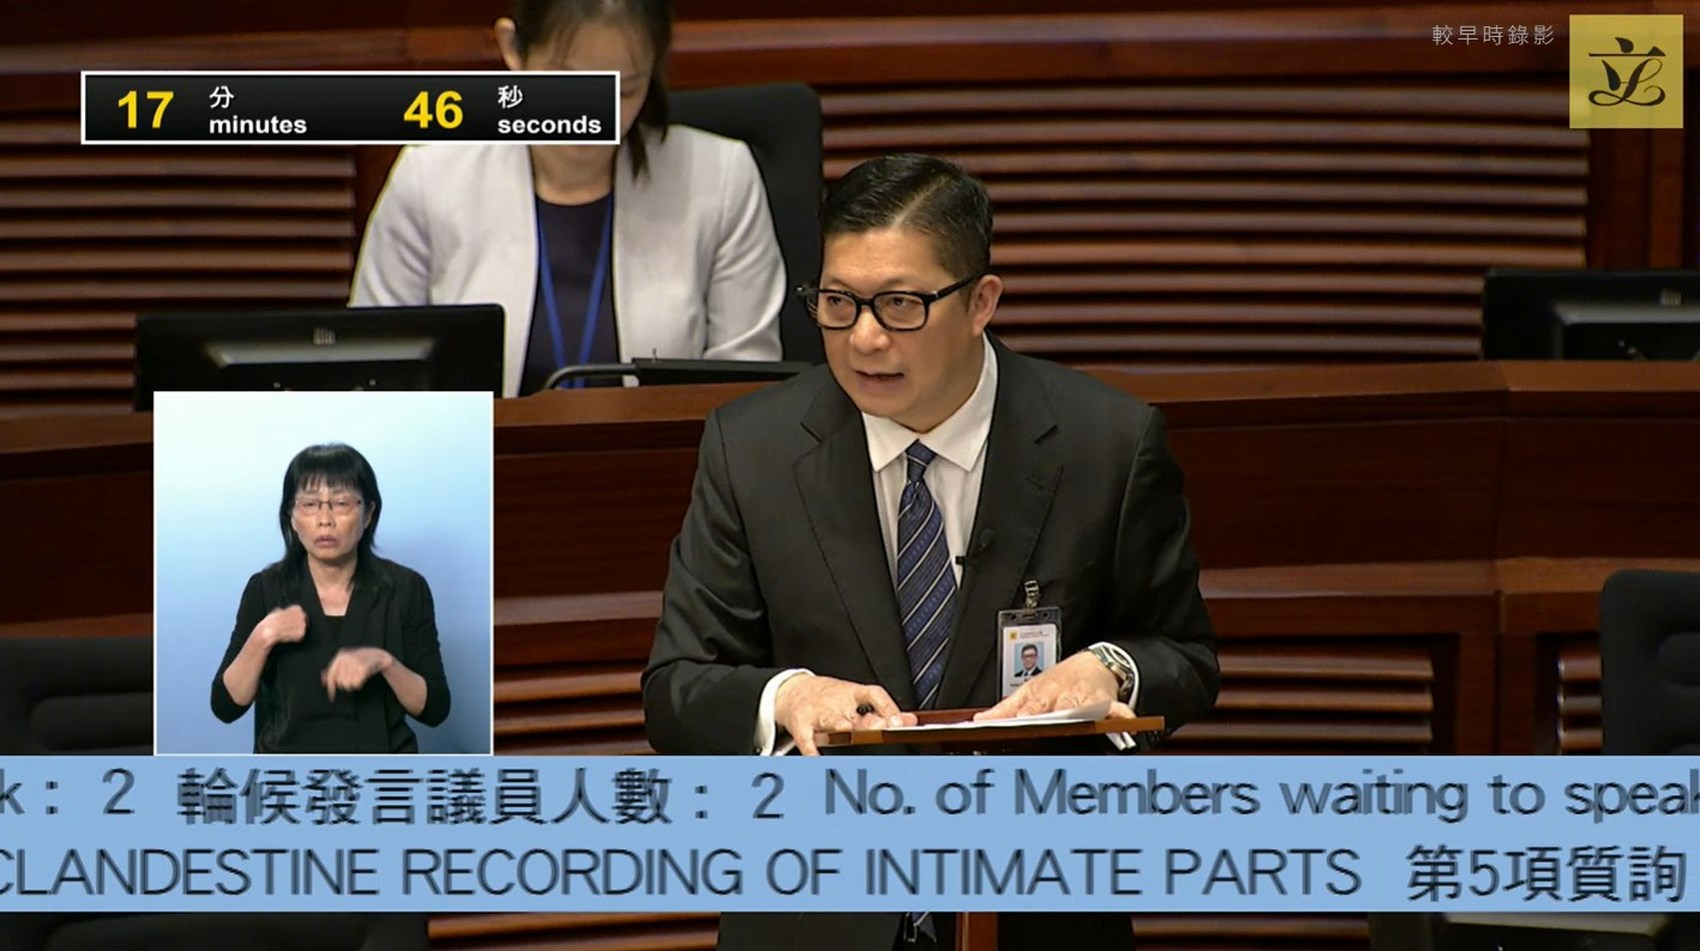 較早時錄影
17 分 46 秒
minutes seconds
k : 2 輪候發言議員人數 : 2 No. of Members waiting to speak
CLANDESTINE RECORDING OF INTIMATE PARTS 第5項質詢